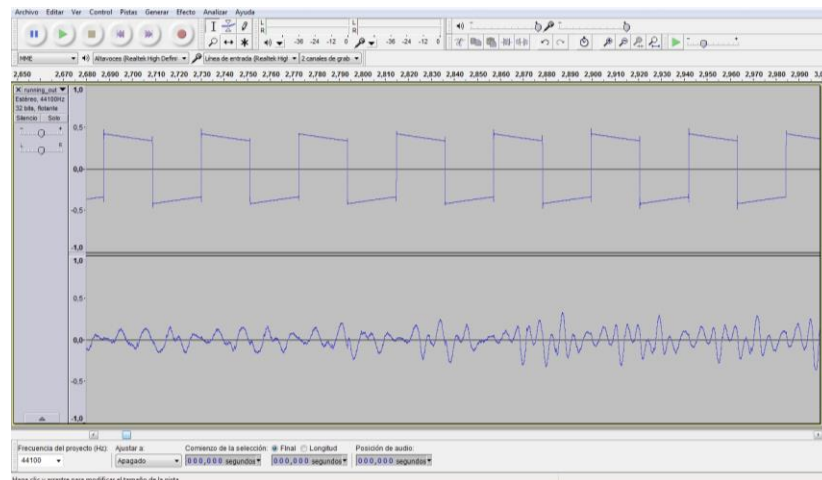 Archivo Editar Ver Control Pistas Generar Efecto Analizar Ayuda
L
R
L
R
-36 -24 -12 0
-36 -24 -12 0
MME
Altavoces (Realtek High Defini
Línea de entrada (Realtek Higl
2 canales de grab
2,650 2,670 2,680 2,690 2,700 2,710 2,720 2,730 2,740 2,750 2,760 2,770 2,780 2,790 2,800 2,810 2,820 2,830 2,840 2,850 2,860 2,870 2,880 2,890 2,900 2,910 2,920 2,930 2,940 2,950 2,960 2,970 2,980 2,990 3,0
X running_out
Estéreo, 44100Hz
32 bits, flotante
Silencio Solo
- +
L R
1,0
0,5
0,0
-0,5
-1,0
1,0
0,5
0,0
-0,5
-1,0
Frecuencia del proyecto (Hz):
44100
Ajustar a:
Apagado
Comienzo de la selección:
Final
Longitud
000,000 segundos
000,000 segundos
Posición de audio:
000,000 segundos